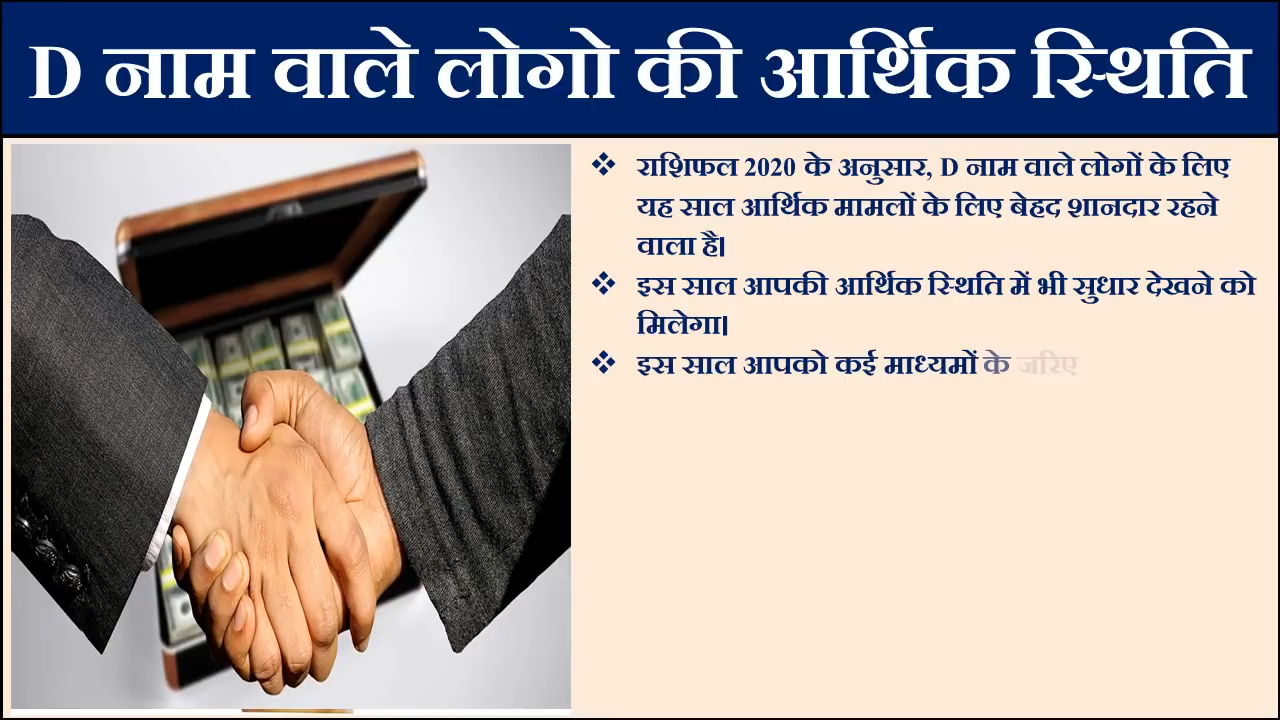 D नाम वाले लोगो की आर्थिक स्थिति
❖ राशिफल 2020 के अनुसार, D नाम वाले लोगों के लिए
यह साल आर्थिक मामलों के लिए बेहद शानदार रहने
वाला है।
❖ इस साल आपकी आर्थिक स्थिति में भी सुधार देखने को
मिलेगा।
❖ इस साल आपको कई माध्यमों के जरिए